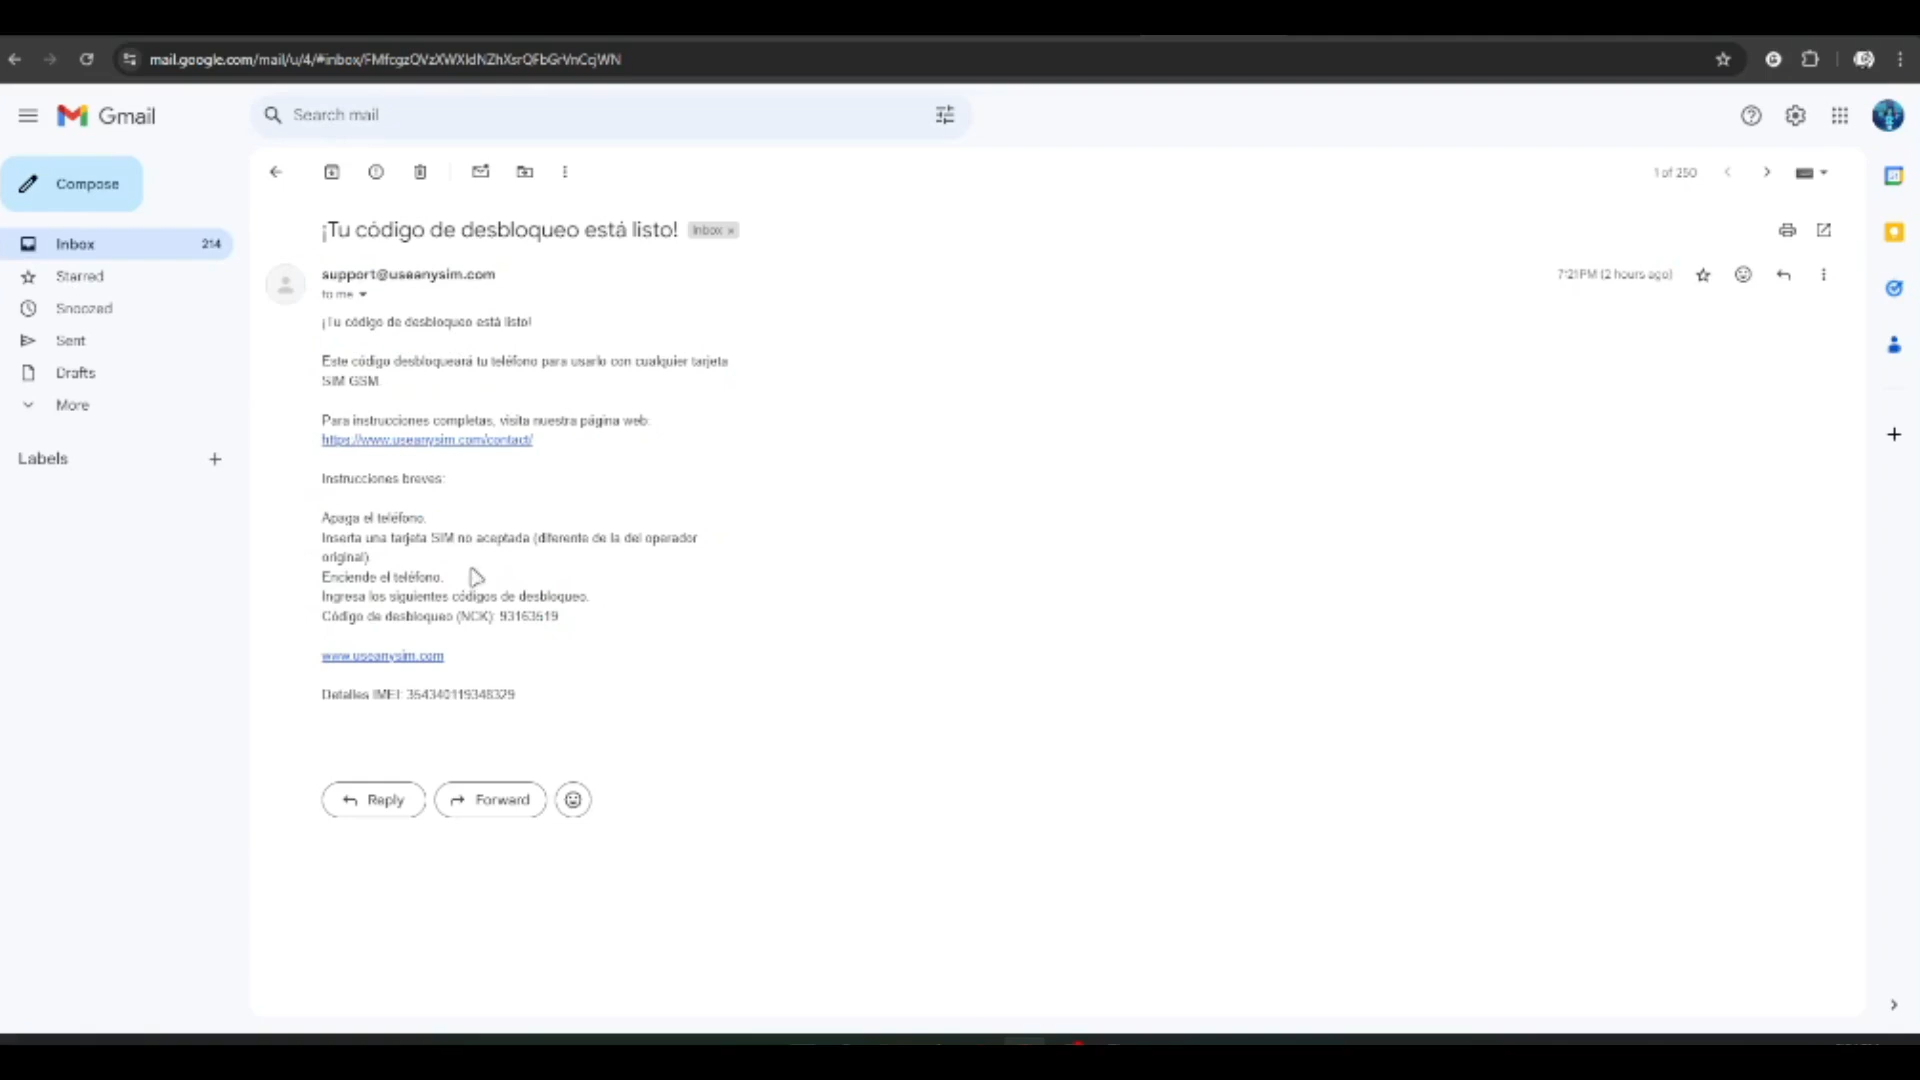 mail.google.com/mail/u/4/#inbox/FMfcgzQVzXWXldNZhXsrQFbGrVnCcjWN
Gmail
Search mail
Compose
1 of 250
¡Tu código de desbloqueo está listo!
Inbox x
Inbox 214
support@useanysim.com
7:21PM (2 hours ago)
to me
Starred
Snoozed
Sent
Drafts
More
Labels
¡Tu código de desbloqueo está listo!
Este código desbloqueará tu teléfono para usarlo con cualquier tarjeta
SIM GSM.
Para instrucciones completas, visita nuestra página web:
https://www.useanysim.com/contact/
Instrucciones breves:
Apaga el teléfono.
Inserta una tarjeta SIM no aceptada (diferente de la del operador
original).
Enciende el teléfono.
Ingresa los siguientes códigos de desbloqueo.
Código de desbloqueo (NCK): 93163519
www.useanysim.com
Detalles IMEI: 354340119348329
Reply
Forward